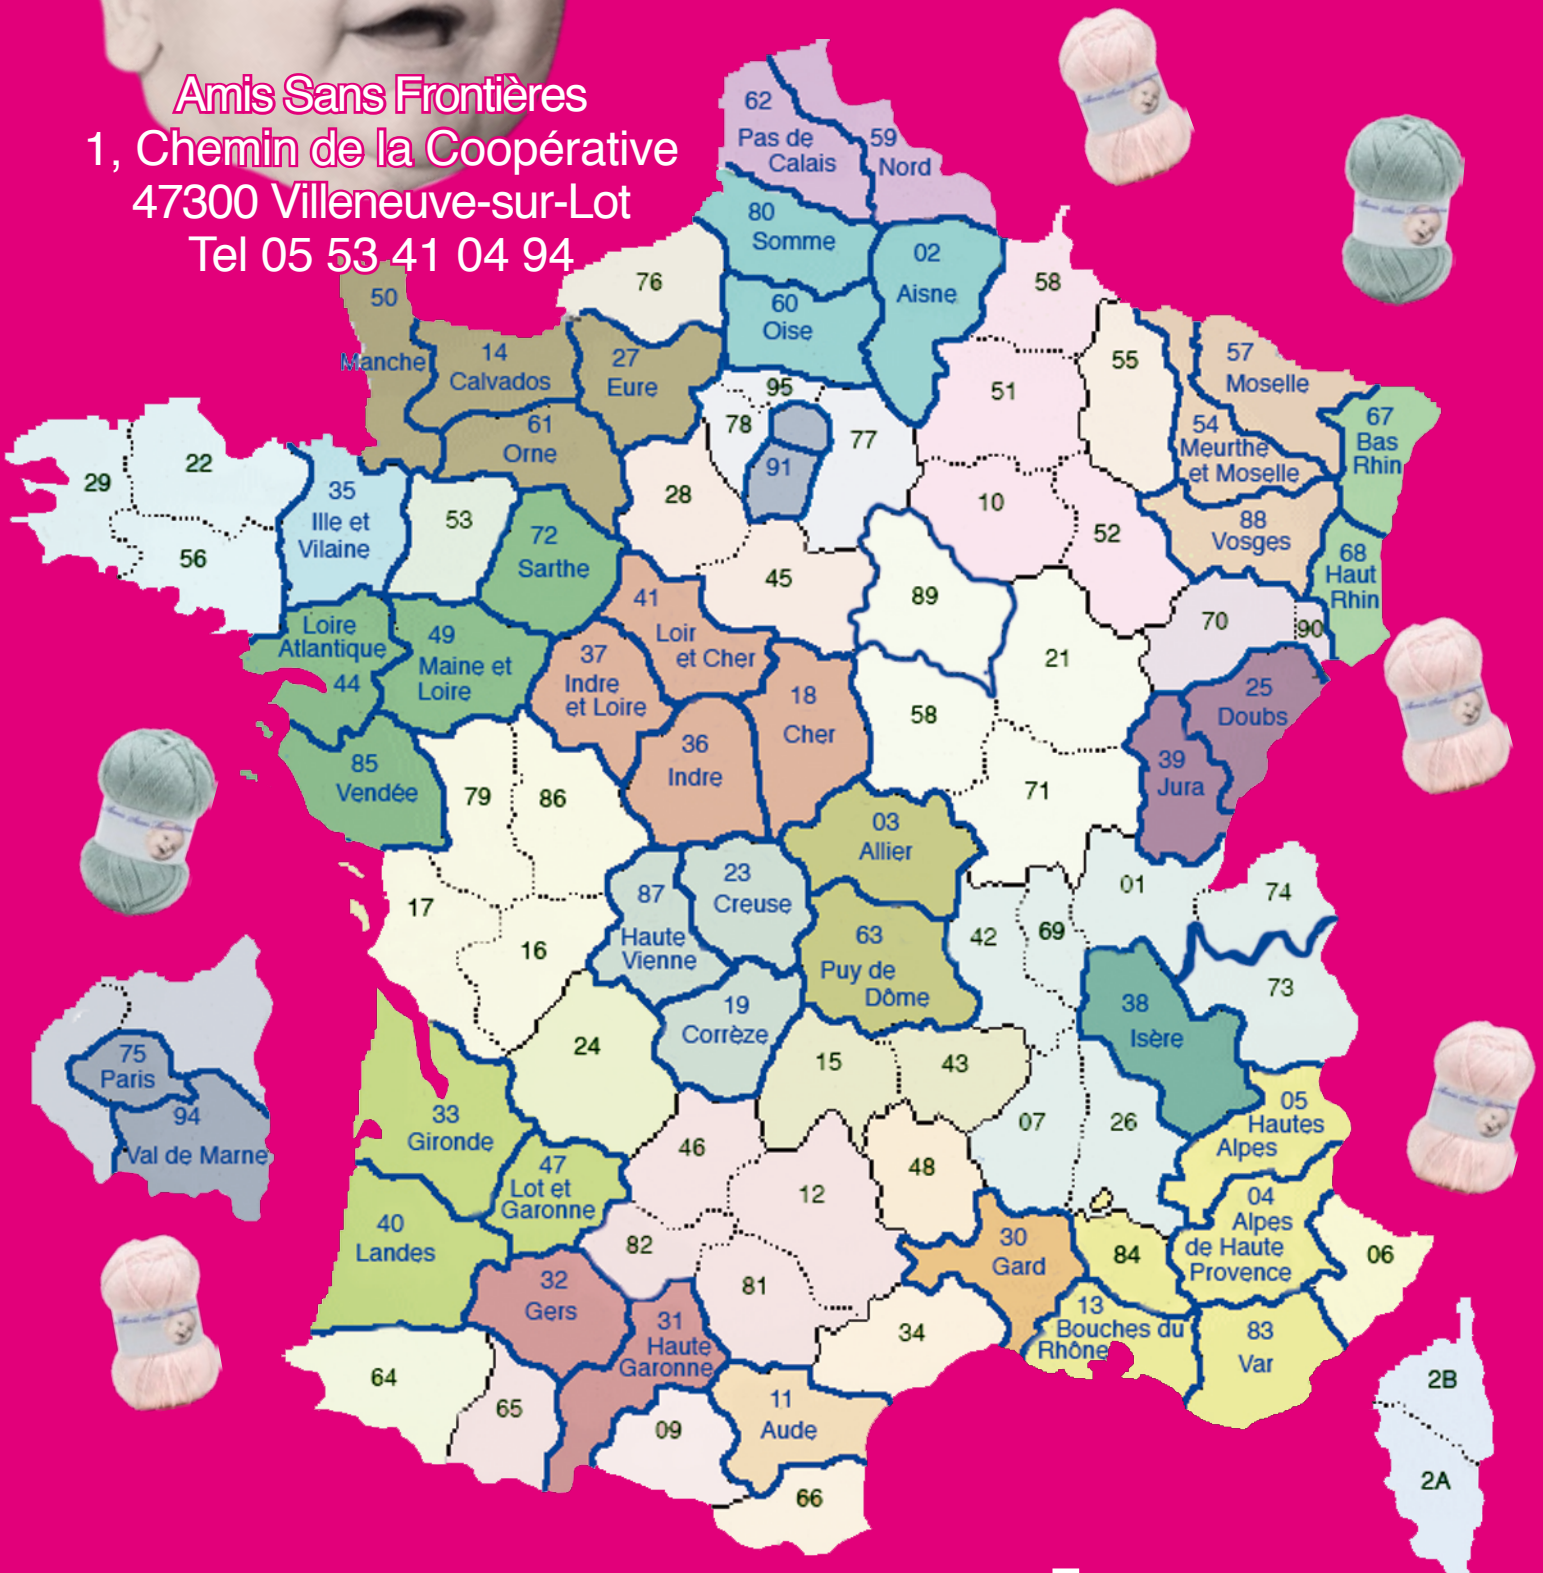 Amis Sans Frontières
1, Chemin de la Coopérative
47300 Villeneuve-sur-Lot
Tel 05 53 41 04 94
62
Pas de
Calais
59
Nord
80
Somme
02
Aisne
76
60
Oise
58
50
Manche
14
Calvados
27
Eure
61
Orne
95
78
77
91
51
55
57
Moselle
54
Meurthe
et Moselle
67
Bas
Rhin
29
22
56
35
Ille et
Vilaine
53
72
Sarthe
28
10
52
88
Vosges
68
Haut
Rhin
45
89
70
90
41
Loir
et Cher
Loire
Atlantique
44
49
Maine et
Loire
37
Indre
et Loire
18
Cher
58
21
25
Doubs
39
Jura
85
Vendée
79
86
36
Indre
71
03
Allier
17
16
87
Haute
Vienne
23
Creuse
63
Puy de
Dôme
42
69
01
74
73
38
Isère
19
Corrèze
24
15
43
75
Paris
94
Val de Marne
33
Gironde
47
Lot et
Garonne
46
12
48
07
26
05
Hautes
Alpes
04
Alpes
de Haute
Provence
06
40
Landes
82
81
30
Gard
84
32
Gers
31
Haute
Garonne
34
13
Bouches du
Rhône
83
Var
64
65
09
11
Aude
66
2B
2A